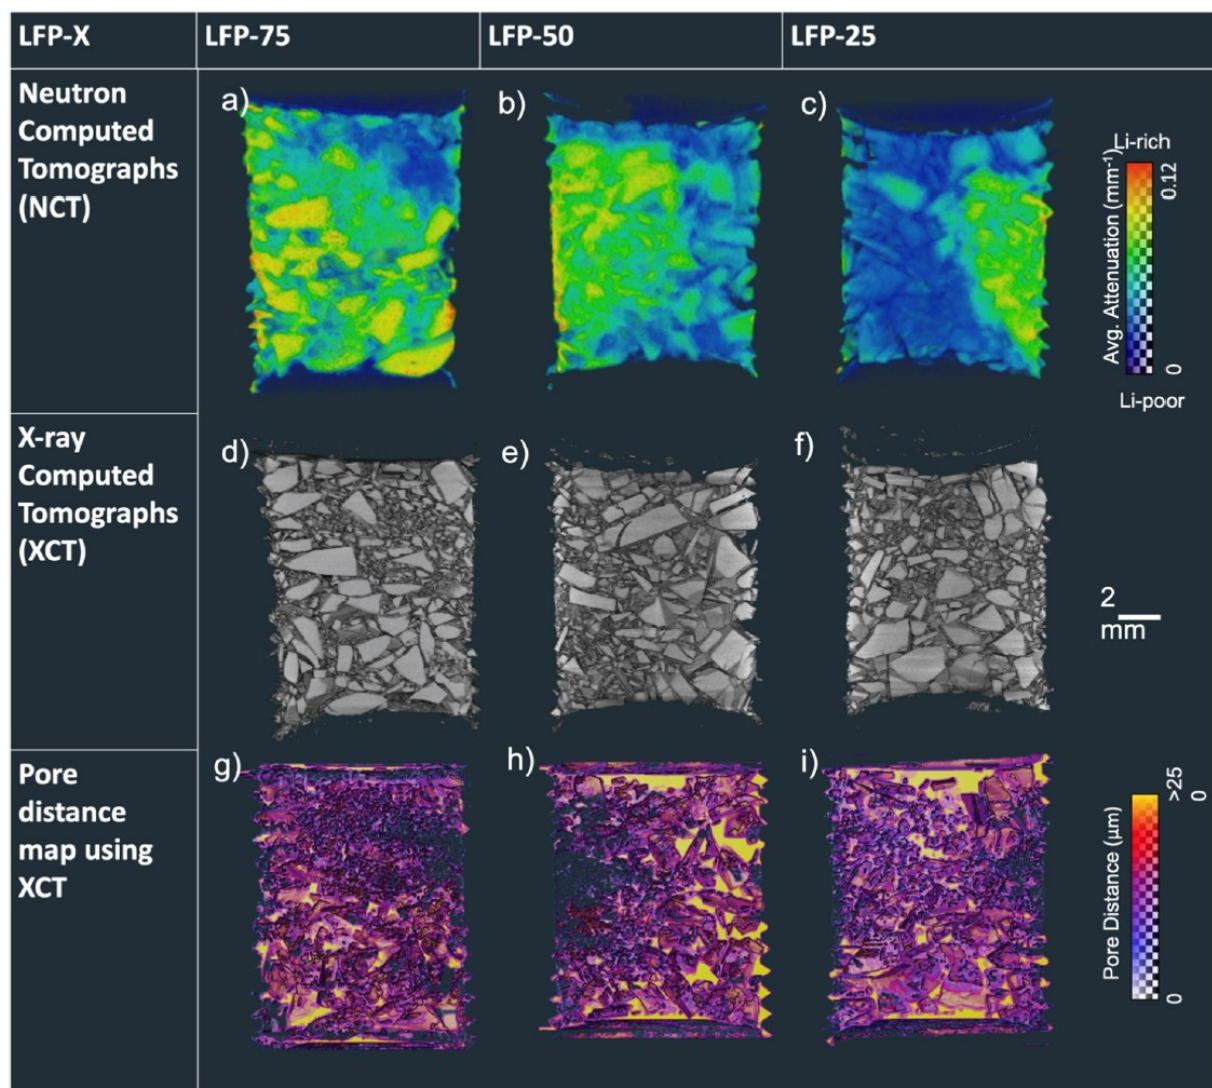 LFP-X
LFP-75
LFP-50
LFP-25
Neutron
Computed
Tomographs
(NCT)
a)
b)
c)
Li-rich
0.12
Avg. Attenuation (mm⁻¹)
0
Li-poor
X-ray
Computed
Tomographs
(XCT)
d)
e)
f)
2
mm
Pore
distance
map using
XCT
g)
h)
i)
>25
0
Pore Distance (μm)
0